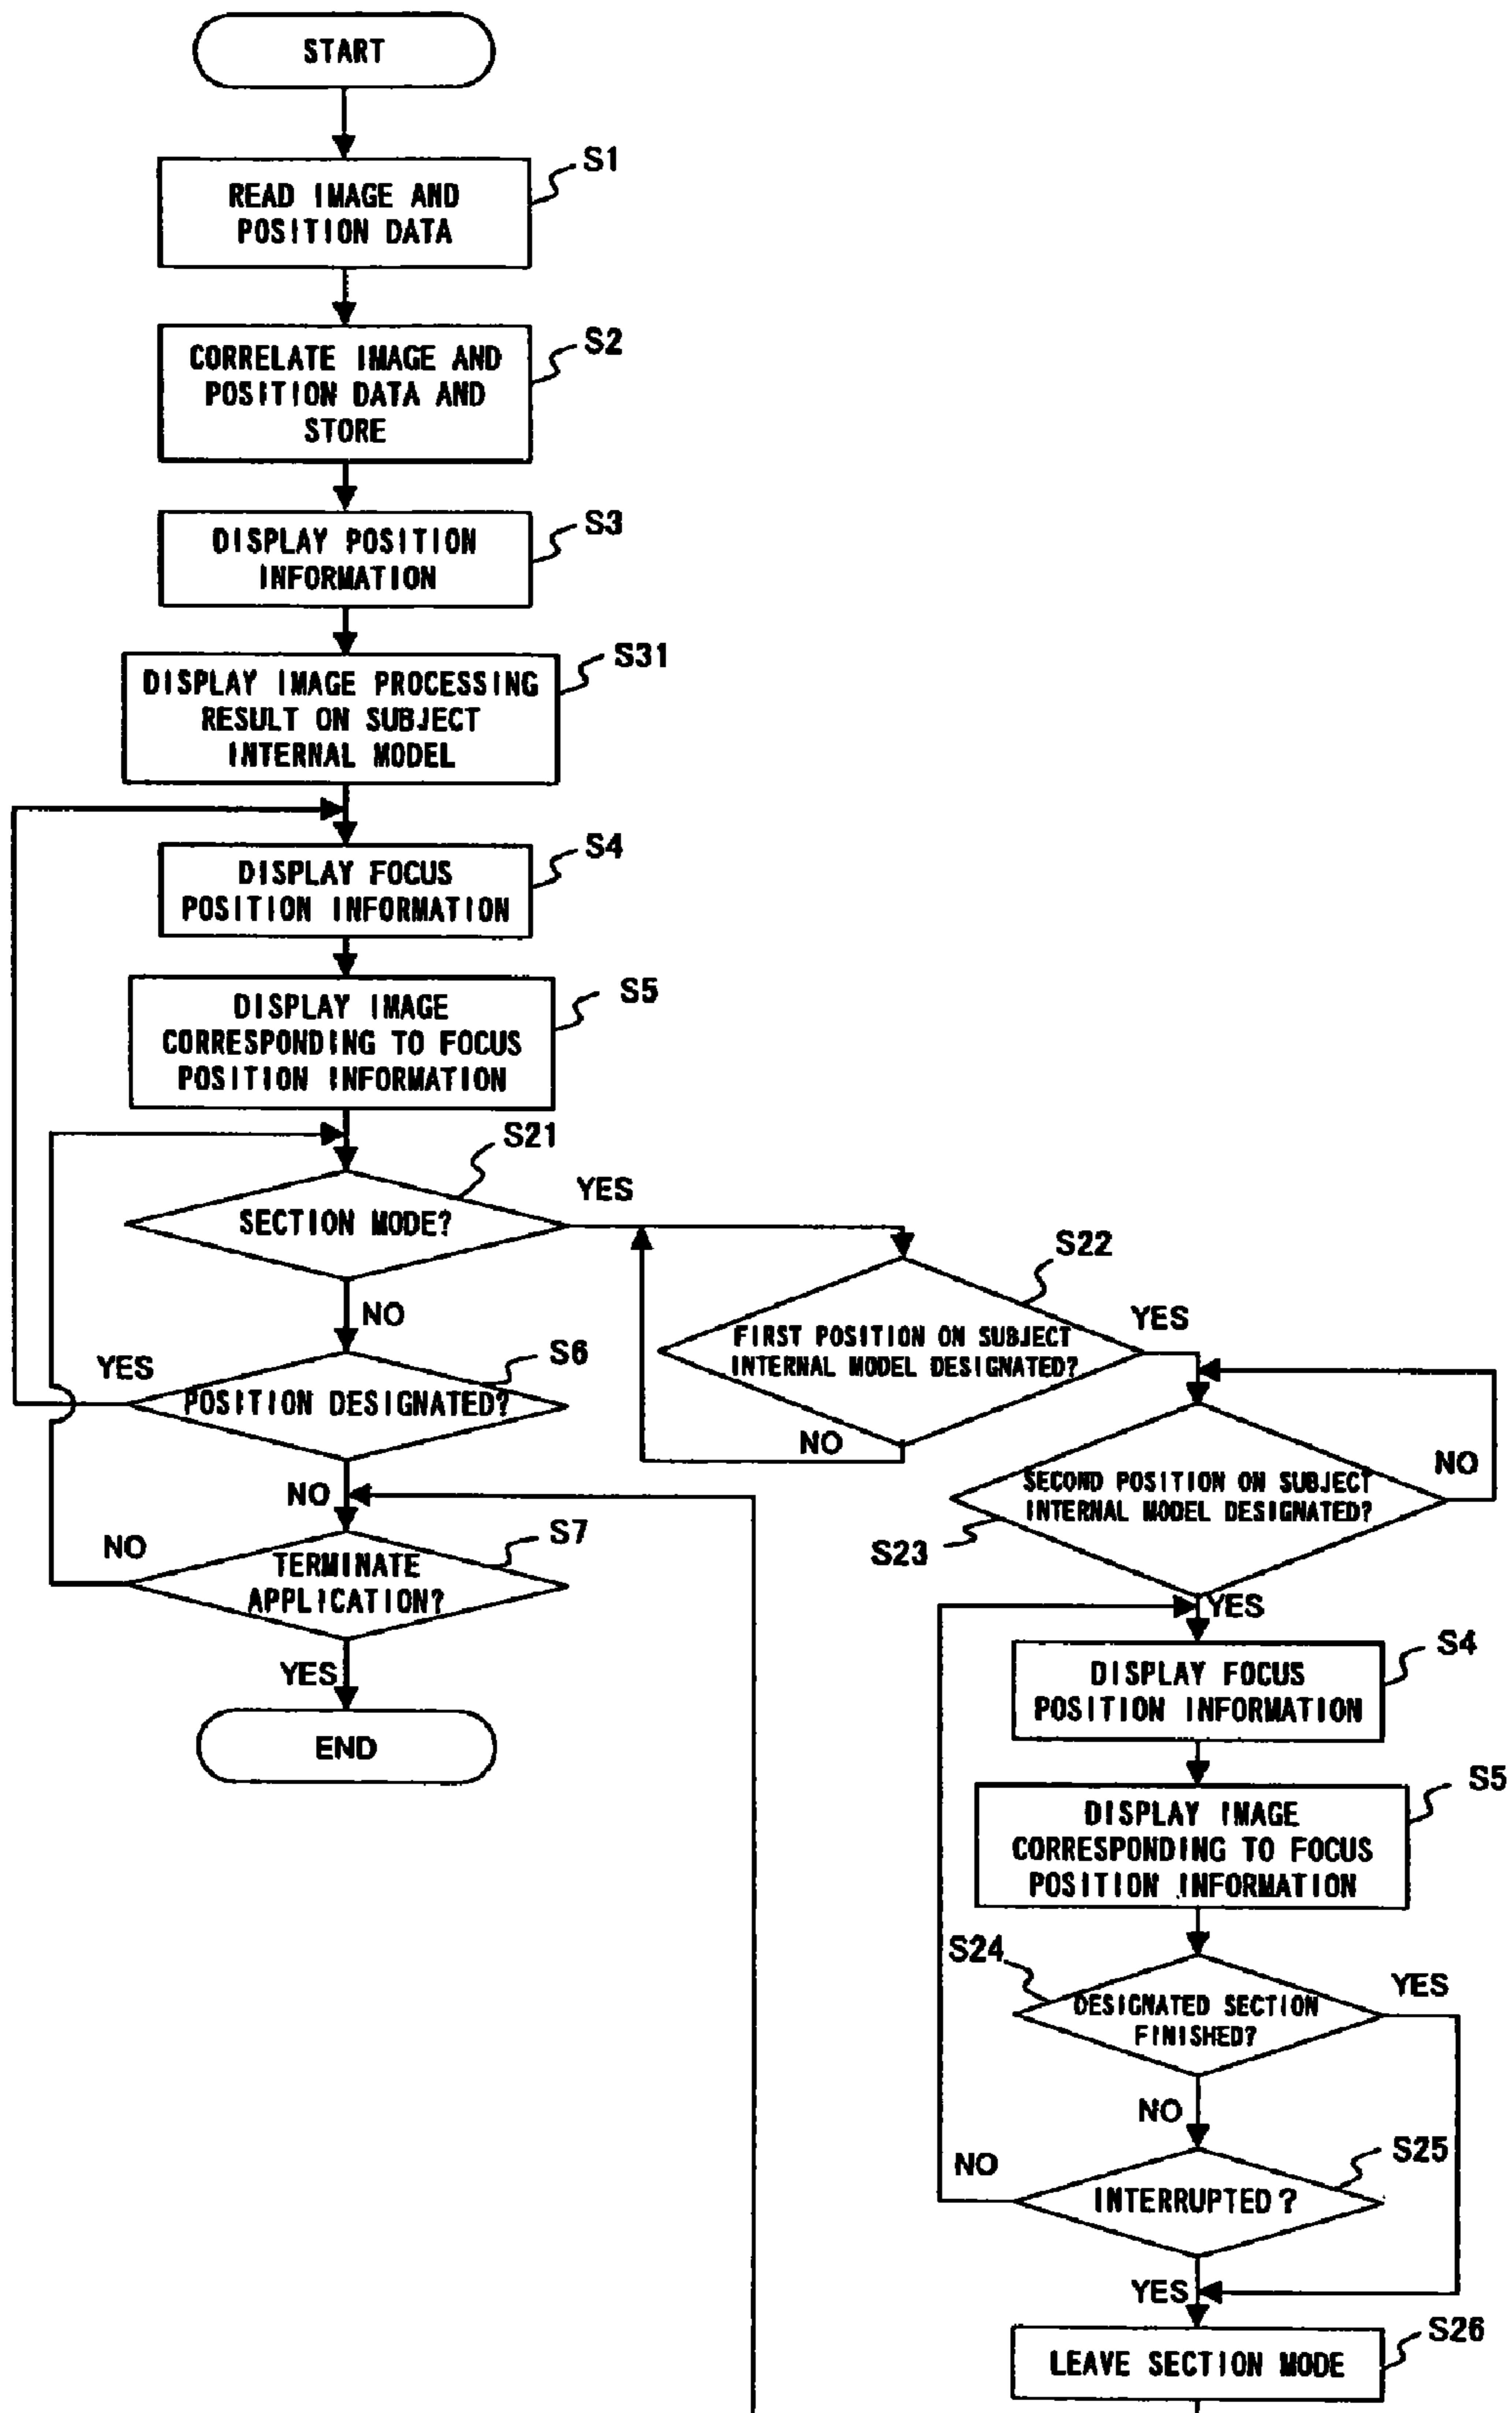 START
S1
READ IMAGE AND
POSITION DATA
S2
CORRELATE IMAGE AND
POSITION DATA AND
STORE
S3
DISPLAY POSITION
INFORMATION
S31
DISPLAY IMAGE PROCESSING
RESULT ON SUBJECT
INTERNAL MODEL
S4
DISPLAY FOCUS
POSITION INFORMATION
S5
DISPLAY IMAGE
CORRESPONDING TO FOCUS
POSITION INFORMATION
S21
SECTION MODE?
YES
NO
S6
POSITION DESIGNATED?
YES
NO
S7
TERMINATE
APPLICATION?
NO
YES
END
S22
FIRST POSITION ON SUBJECT
INTERNAL MODEL DESIGNATED?
YES
NO
SECOND POSITION ON SUBJECT
INTERNAL MODEL DESIGNATED?
NO
S23
YES
S4
DISPLAY FOCUS
POSITION INFORMATION
S5
DISPLAY IMAGE
CORRESPONDING TO FOCUS
POSITION INFORMATION
S24
DESIGNATED SECTION
FINISHED?
YES
NO
S25
INTERRUPTED?
NO
YES
S26
LEAVE SECTION MODE